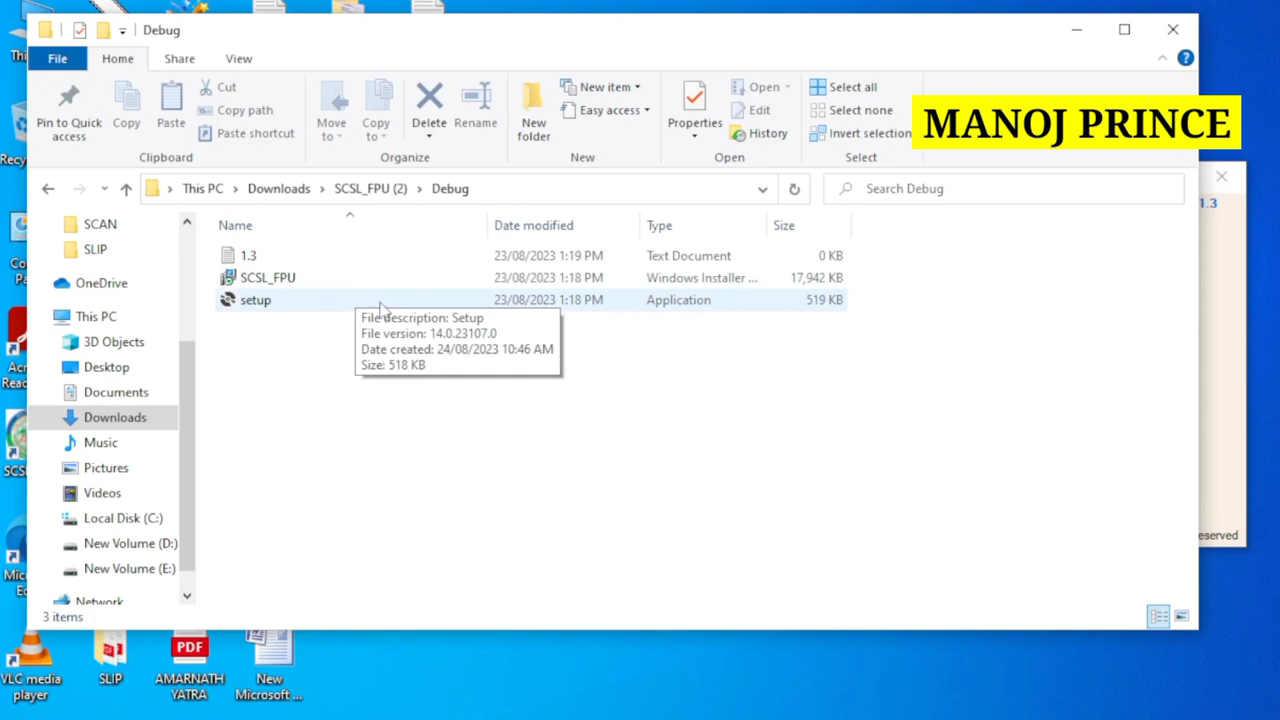 Debug
File
Home
Share
View
Pin to Quick
access
Copy
Paste
Cut
Copy path
Paste shortcut
Clipboard
Move
to
Copy
to
Delete
Rename
Organize
New
folder
New item
Easy access
New
Properties
Open
Edit
History
Open
Select all
Select none
Invert selection
Select
MANOJ PRINCE
This PC
Downloads
SCSL_FPU (2)
Debug
Search Debug
1.3
SCAN
SLIP
OneDrive
This PC
3D Objects
Desktop
Documents
Downloads
Music
Pictures
Videos
Local Disk (C:)
New Volume (D:)
New Volume (E:)
Network
Name
Date modified
Type
Size
1.3
23/08/2023 1:19 PM
Text Document
0 KB
SCSL_FPU
23/08/2023 1:18 PM
Windows Installer ...
17,942 KB
setup
23/08/2023 1:18 PM
Application
519 KB
File description: Setup
File version: 14.0.23107.0
Date created: 24/08/2023 10:46 AM
Size: 518 KB
eserved
3 items
VLC media
player
SLIP
PDF
AMARNATH
YATRA
New
Microsoft ...